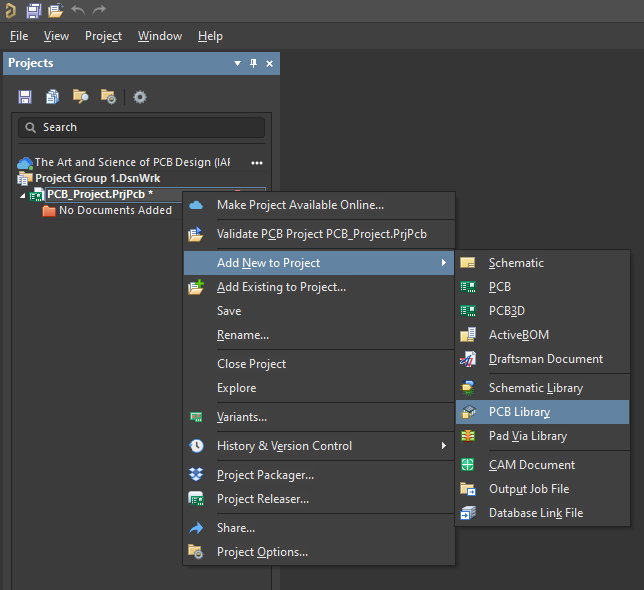 File View Project Window Help
Projects
Search
The Art and Science of PCB Design (IAP
Project Group 1.DsnWrk
PCB_Project.PrjPcb *
No Documents Added
Make Project Available Online...
Validate PCB Project PCB_Project.PrjPcb
Add New to Project
Add Existing to Project...
Save
Rename...
Close Project
Explore
Variants...
History & Version Control
Project Packager...
Project Releaser...
Share...
Project Options...
Schematic
PCB
PCB3D
ActiveBOM
Draftsman Document
Schematic Library
PCB Library
Pad Via Library
CAM Document
Output Job File
Database Link File